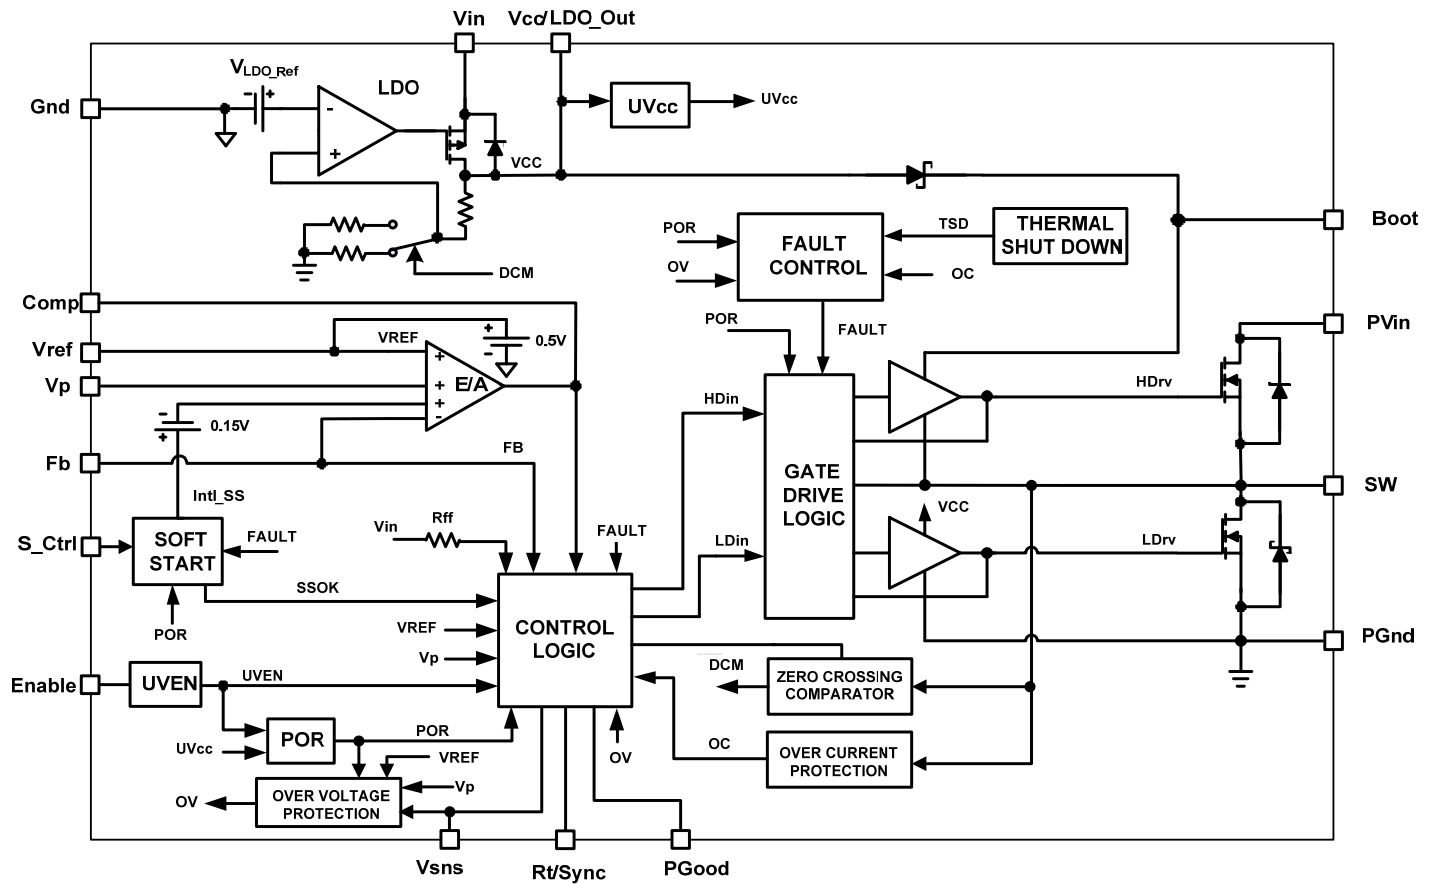 Vin
Vcc/LDO_Out
VLDO_Ref
LDO
Gnd
-
+
-
+
UVcc
UVcc
VCC
DCM
Boot
THERMAL
SHUT DOWN
TSD
FAULT
CONTROL
POR
OV
OC
FAULT
POR
Comp
Vref
VREF
+
-
0.5V
PVin
Vp
+
+
+
-
E/A
-
+
0.15V
HDrv
HDin
Fb
FB
Intl_SS
GATE
DRIVE
LOGIC
SW
VCC
S_Ctrl
SOFT
START
FAULT
Vin
Rff
FAULT
LDin
LDrv
SSOK
POR
VREF
Vp
CONTROL
LOGIC
PGnd
Enable
UVEN
UVEN
DCM
ZERO CROSSING
COMPARATOR
UVcc
POR
POR
VREF
OV
OC
OVER CURRENT
PROTECTION
OV
OVER VOLTAGE
PROTECTION
Vp
Vsns
Rt/Sync
PGood